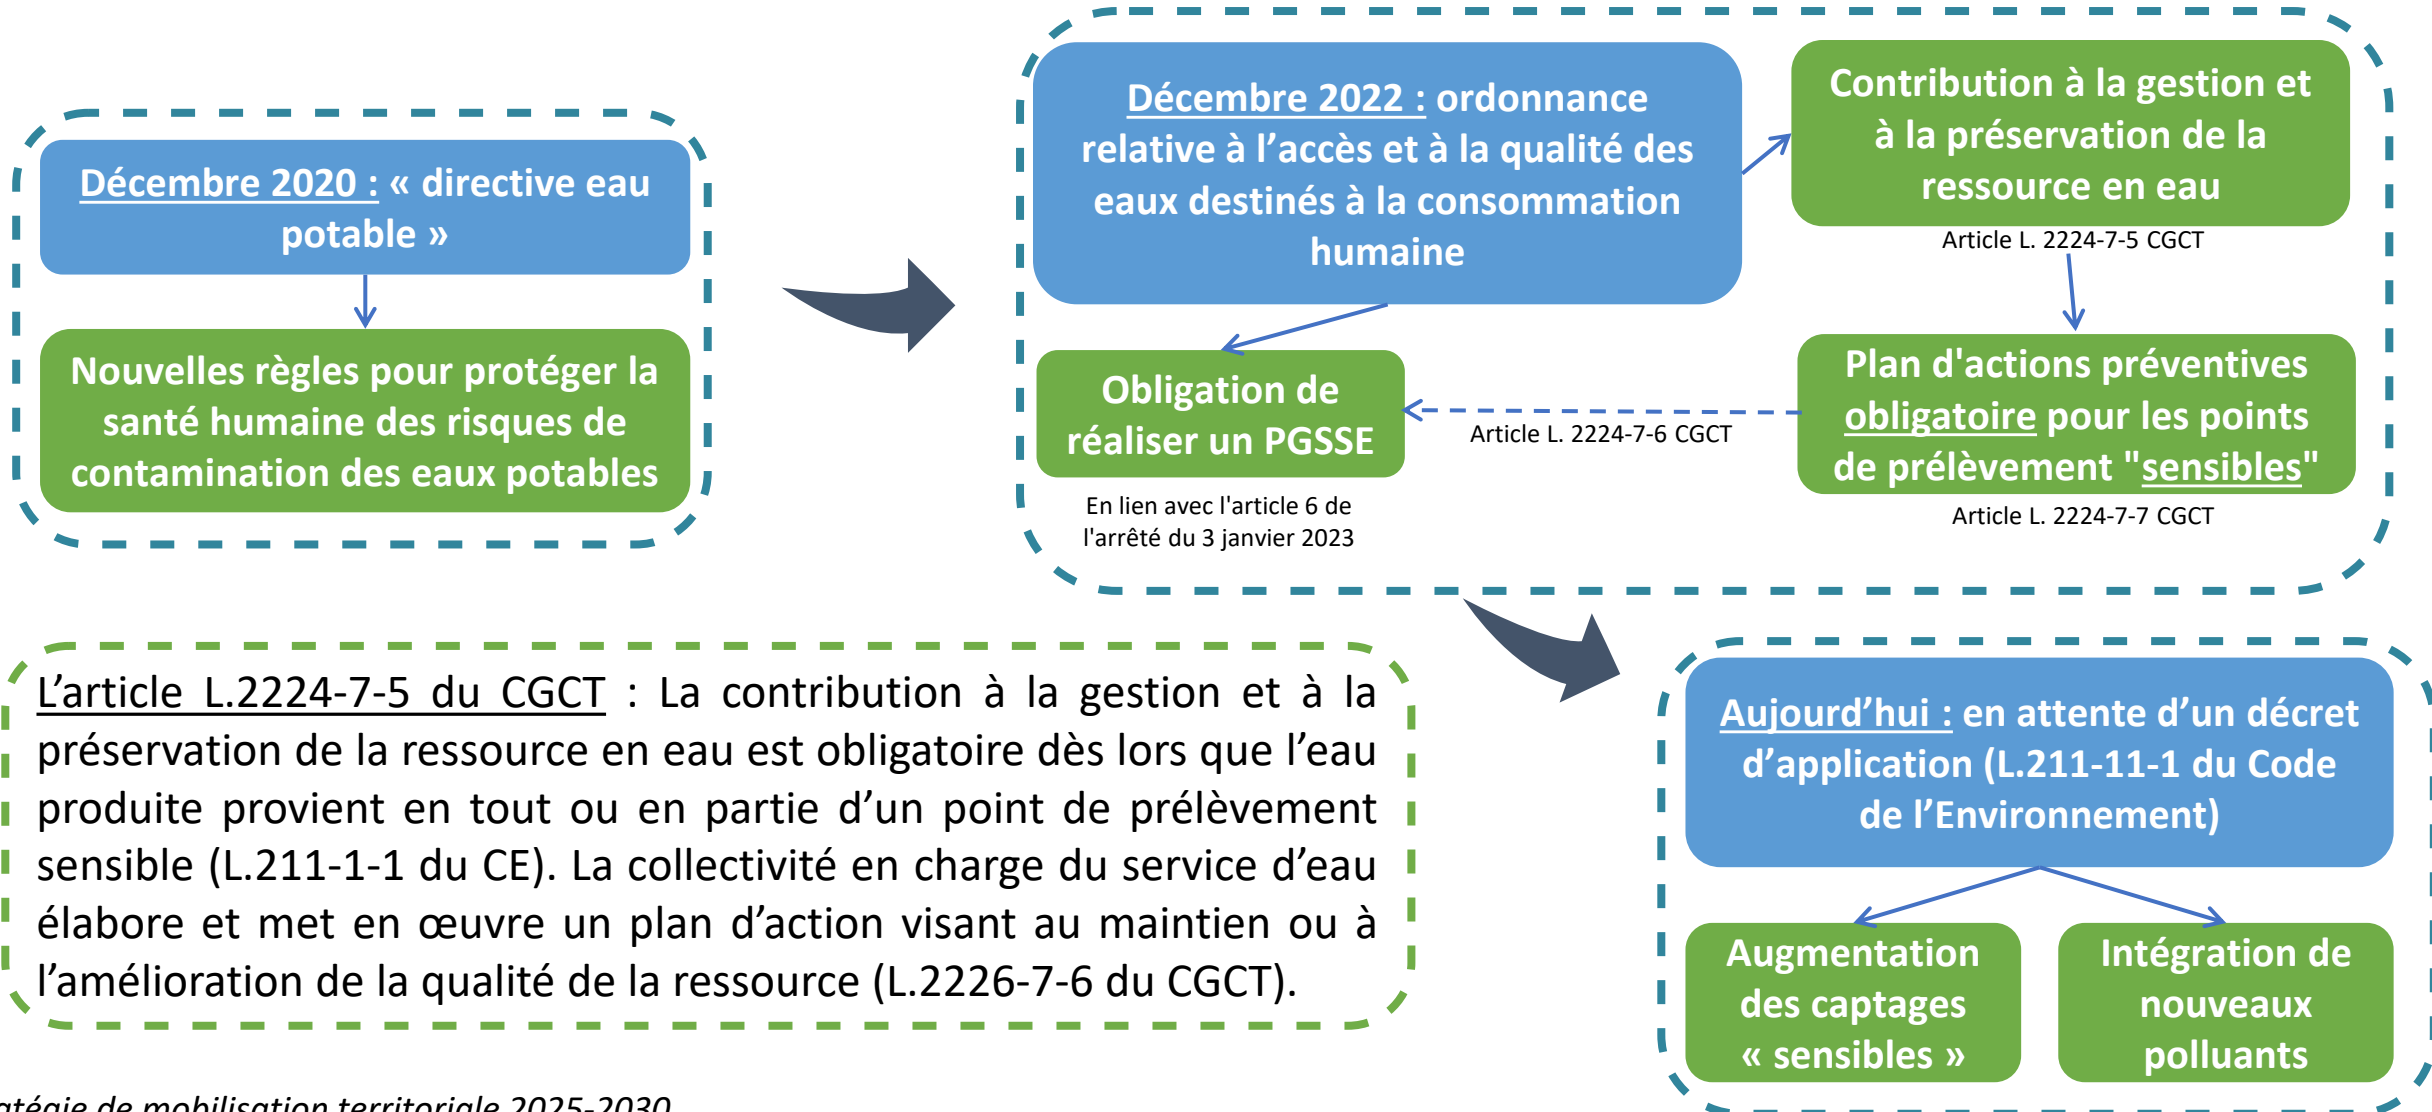 Décembre 2020 : « directive eau
potable »
Nouvelles règles pour protéger la
santé humaine des risques de
contamination des eaux potables
Décembre 2022 : ordonnance
relative à l’accès et à la qualité des
eaux destinés à la consommation
humaine
Contribution à la gestion et
à la préservation de la
ressource en eau
Article L. 2224-7-5 CGCT
Obligation de
réaliser un PGSSE
En lien avec l'article 6 de
l'arrêté du 3 janvier 2023
Article L. 2224-7-6 CGCT
Plan d'actions préventives
obligatoire pour les points
de prélèvement "sensibles"
Article L. 2224-7-7 CGCT
L’article L.2224-7-5 du CGCT : La contribution à la gestion et à la
préservation de la ressource en eau est obligatoire dès lors que l’eau
produite provient en tout ou en partie d’un point de prélèvement
sensible (L.211-1-1 du CE). La collectivité en charge du service d’eau
élabore et met en œuvre un plan d’action visant au maintien ou à
l’amélioration de la qualité de la ressource (L.2226-7-6 du CGCT).
Aujourd’hui : en attente d’un décret
d’application (L.211-11-1 du Code
de l’Environnement)
Augmentation
des captages
« sensibles »
Intégration de
nouveaux
polluants
de mobilisation territoriale 2025-2030